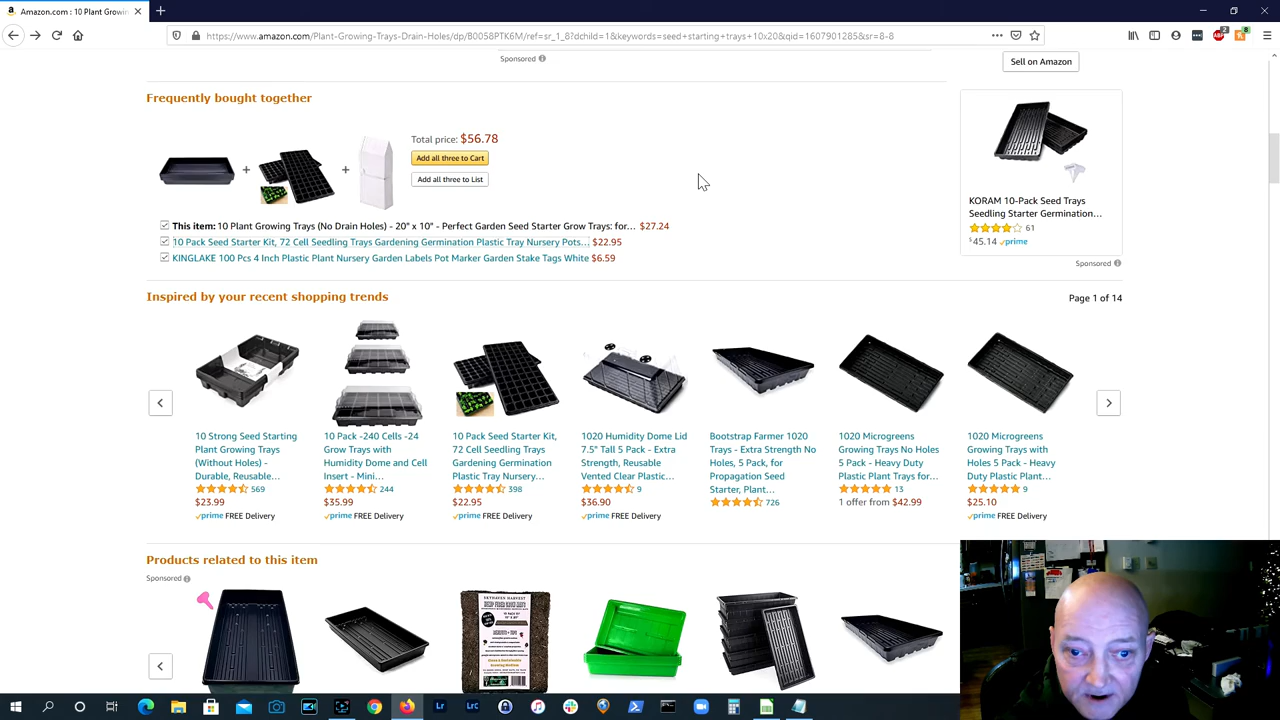 Amazon.com : 10 Plant Growin
https://www.amazon.com/Plant-Growing-Trays-Drain-Holes/dp/B0058PTK6M/ref=sr_1_8?dchild=1&keywords=seed+starting+trays+10x20&qid=1607901285&sr=8-8
Sponsored
Sell on Amazon
Frequently bought together
Total price: $56.78
Add all three to Cart
Add all three to List
This item: 10 Plant Growing Trays (No Drain Holes) - 20" x 10" - Perfect Garden Seed Starter Grow Trays: for... $27.24
10 Pack Seed Starter Kit, 72 Cell Seedling Trays Gardening Germination Plastic Tray Nursery Pots... $22.95
KINGLAKE 100 Pcs 4 Inch Plastic Plant Nursery Garden Labels Pot Marker Garden Stake Tags White $6.59
KORAM 10-Pack Seed Trays
Seedling Starter Germination...
61
$45.14 prime
Sponsored
Inspired by your recent shopping trends
Page 1 of 14
10 Strong Seed Starting
Plant Growing Trays
(Without Holes) -
Durable, Reusable...
569
$23.99
prime FREE Delivery
10 Pack -240 Cells -24
Grow Trays with
Humidity Dome and Cell
Insert - Mini...
244
$35.99
prime FREE Delivery
10 Pack Seed Starter Kit,
72 Cell Seedling Trays
Gardening Germination
Plastic Tray Nursery...
398
$22.95
prime FREE Delivery
1020 Humidity Dome Lid
7.5" Tall 5 Pack - Extra
Strength, Reusable
Vented Clear Plastic...
9
$36.90
prime FREE Delivery
Bootstrap Farmer 1020
Trays - Extra Strength No
Holes, 5 Pack, for
Propagation Seed
Starter, Plant...
726
1020 Microgreens
Growing Trays No Holes
5 Pack - Heavy Duty
Plastic Plant Trays for...
13
1 offer from $42.99
1020 Microgreens
Growing Trays with
Holes 5 Pack - Heavy
Duty Plastic Plant...
9
$25.10
prime FREE Delivery
Products related to this item
Sponsored